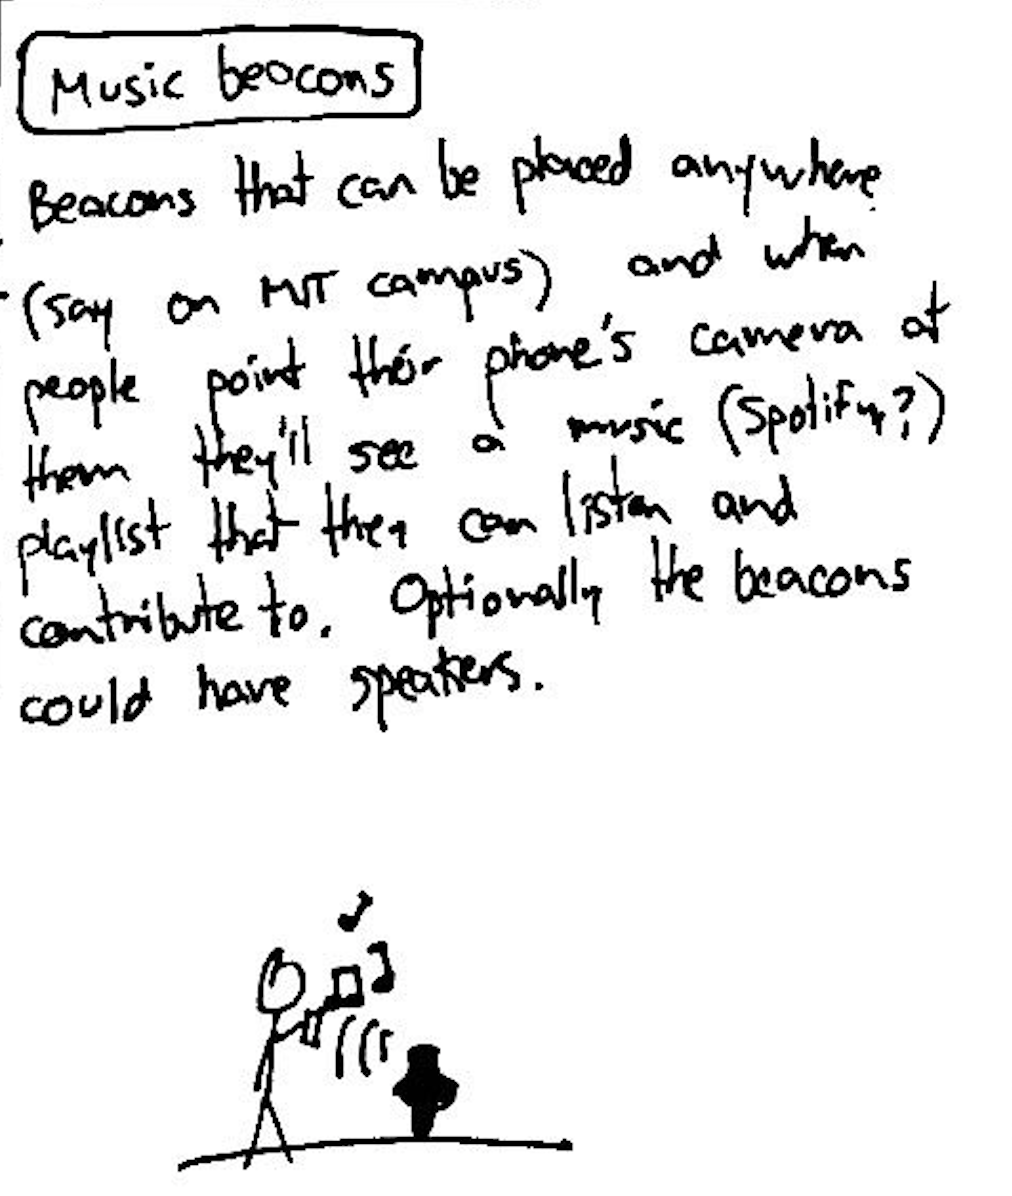 Music beacons
Beacons that can be placed anywhere
(say on MIT campus) and when
people point their phone's camera at
them they'll see a music (Spotify?)
playlist that they can listen and
contribute to. Optionally the beacons
could have speakers.